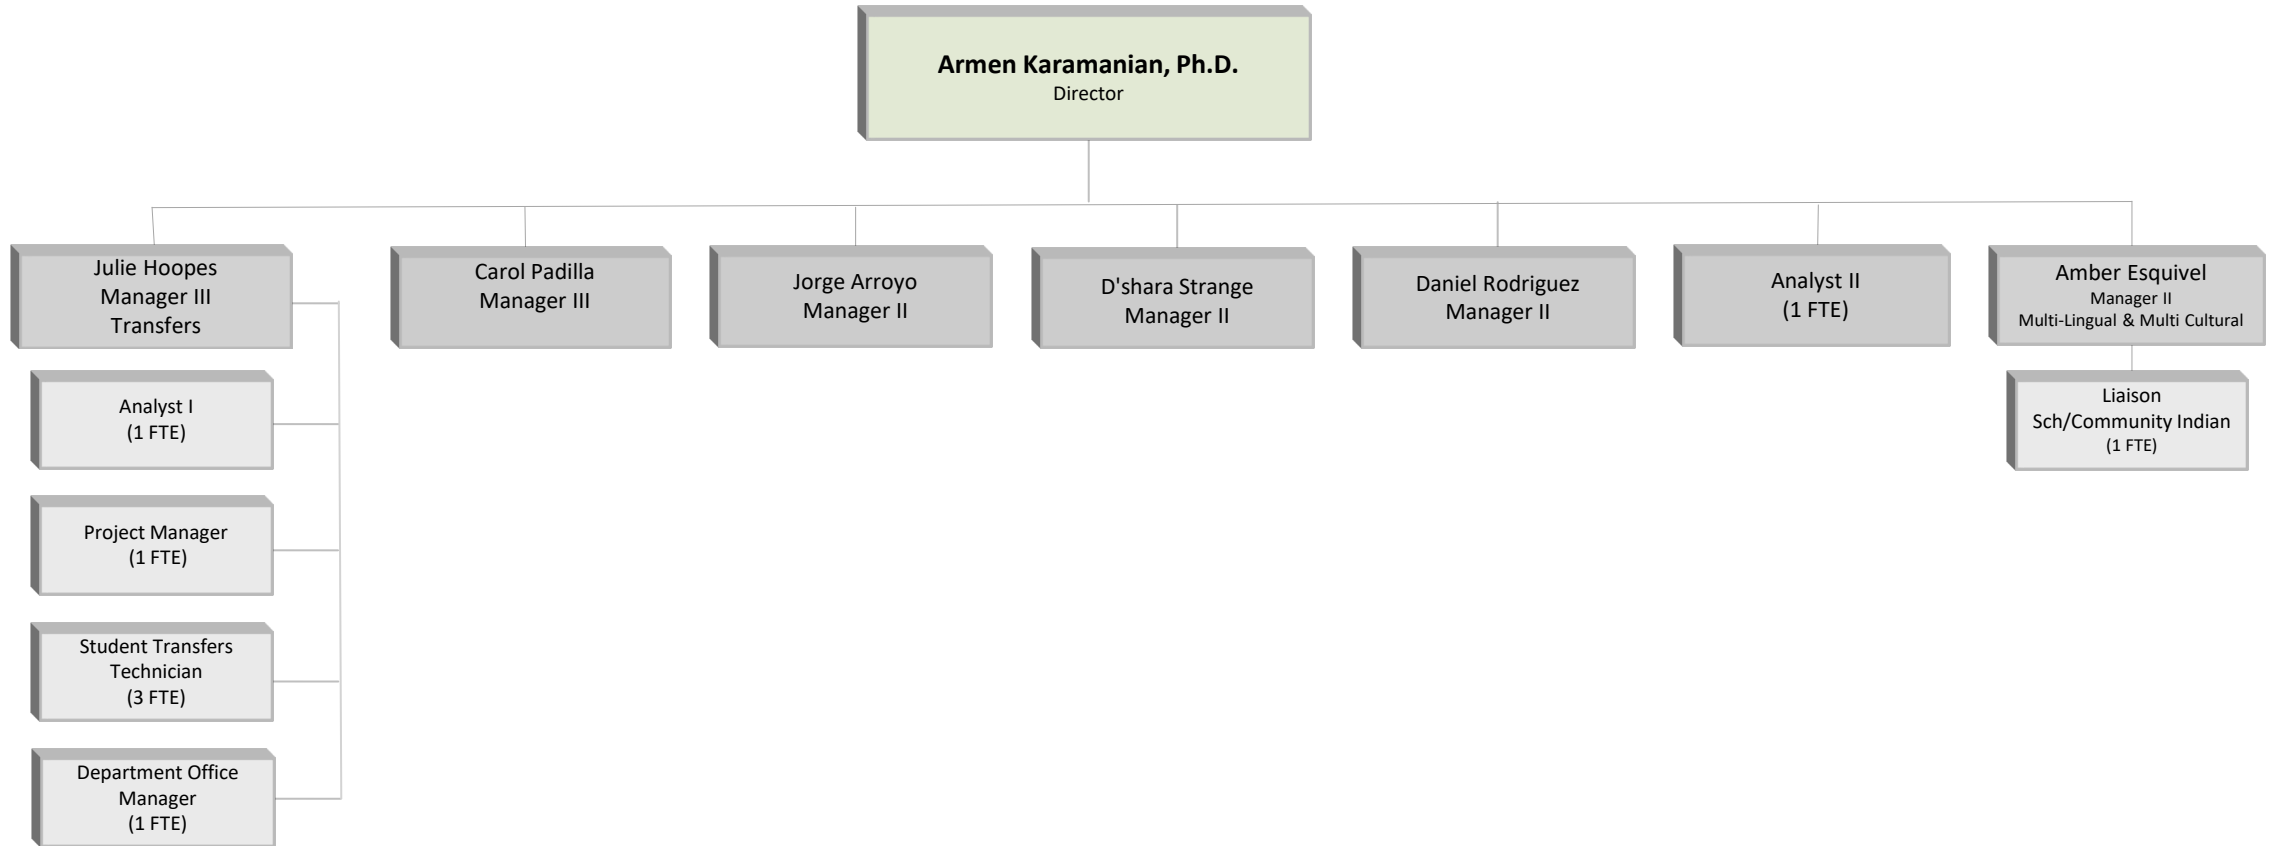 Armen Karamanian, Ph.D.
Director
Julie Hoopes
Manager III
Transfers
Carol Padilla
Manager III
Jorge Arroyo
Manager II
D'shara Strange
Manager II
Daniel Rodriguez
Manager II
Analyst II
(1 FTE)
Amber Esquivel
Manager II
Multi-Lingual & Multi Cultural
Analyst I
(1 FTE)
Liaison
Sch/Community Indian
(1 FTE)
Project Manager
(1 FTE)
Student Transfers
Technician
(3 FTE)
Department Office
Manager
(1 FTE)